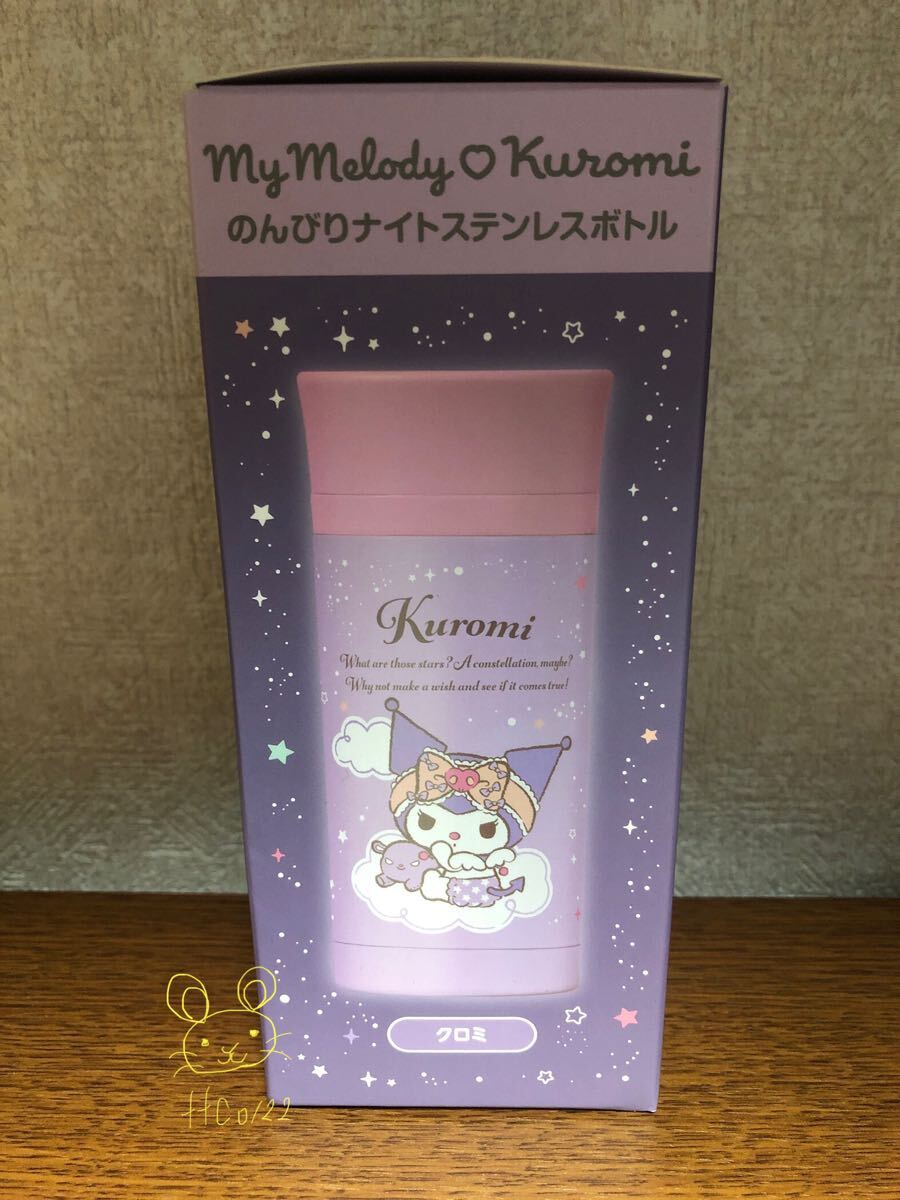 My Melody ♡ Kuromi
のんびりナイトステンレスボトル
Kuromi
What are those stars? A constellation, maybe?
Why not make a wish and see if it comes true!
クロミ
HCo/22